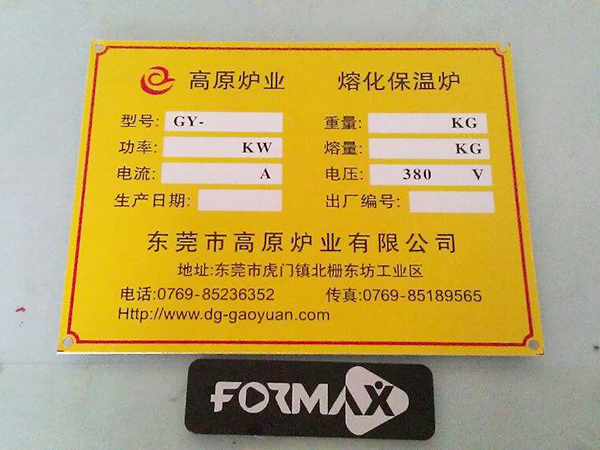 高原炉业 熔化保温炉
型号: GY- 重量: KG
功率: KW 熔量: KG
电流: A 电压: 380 V
生产日期: 出厂编号:
东莞市高原炉业有限公司
地址:东莞市虎门镇北栅东坊工业区
电话:0769-85236352 传真:0769-85189565
Http://www.dg-gaoyuan.com
FORMAX